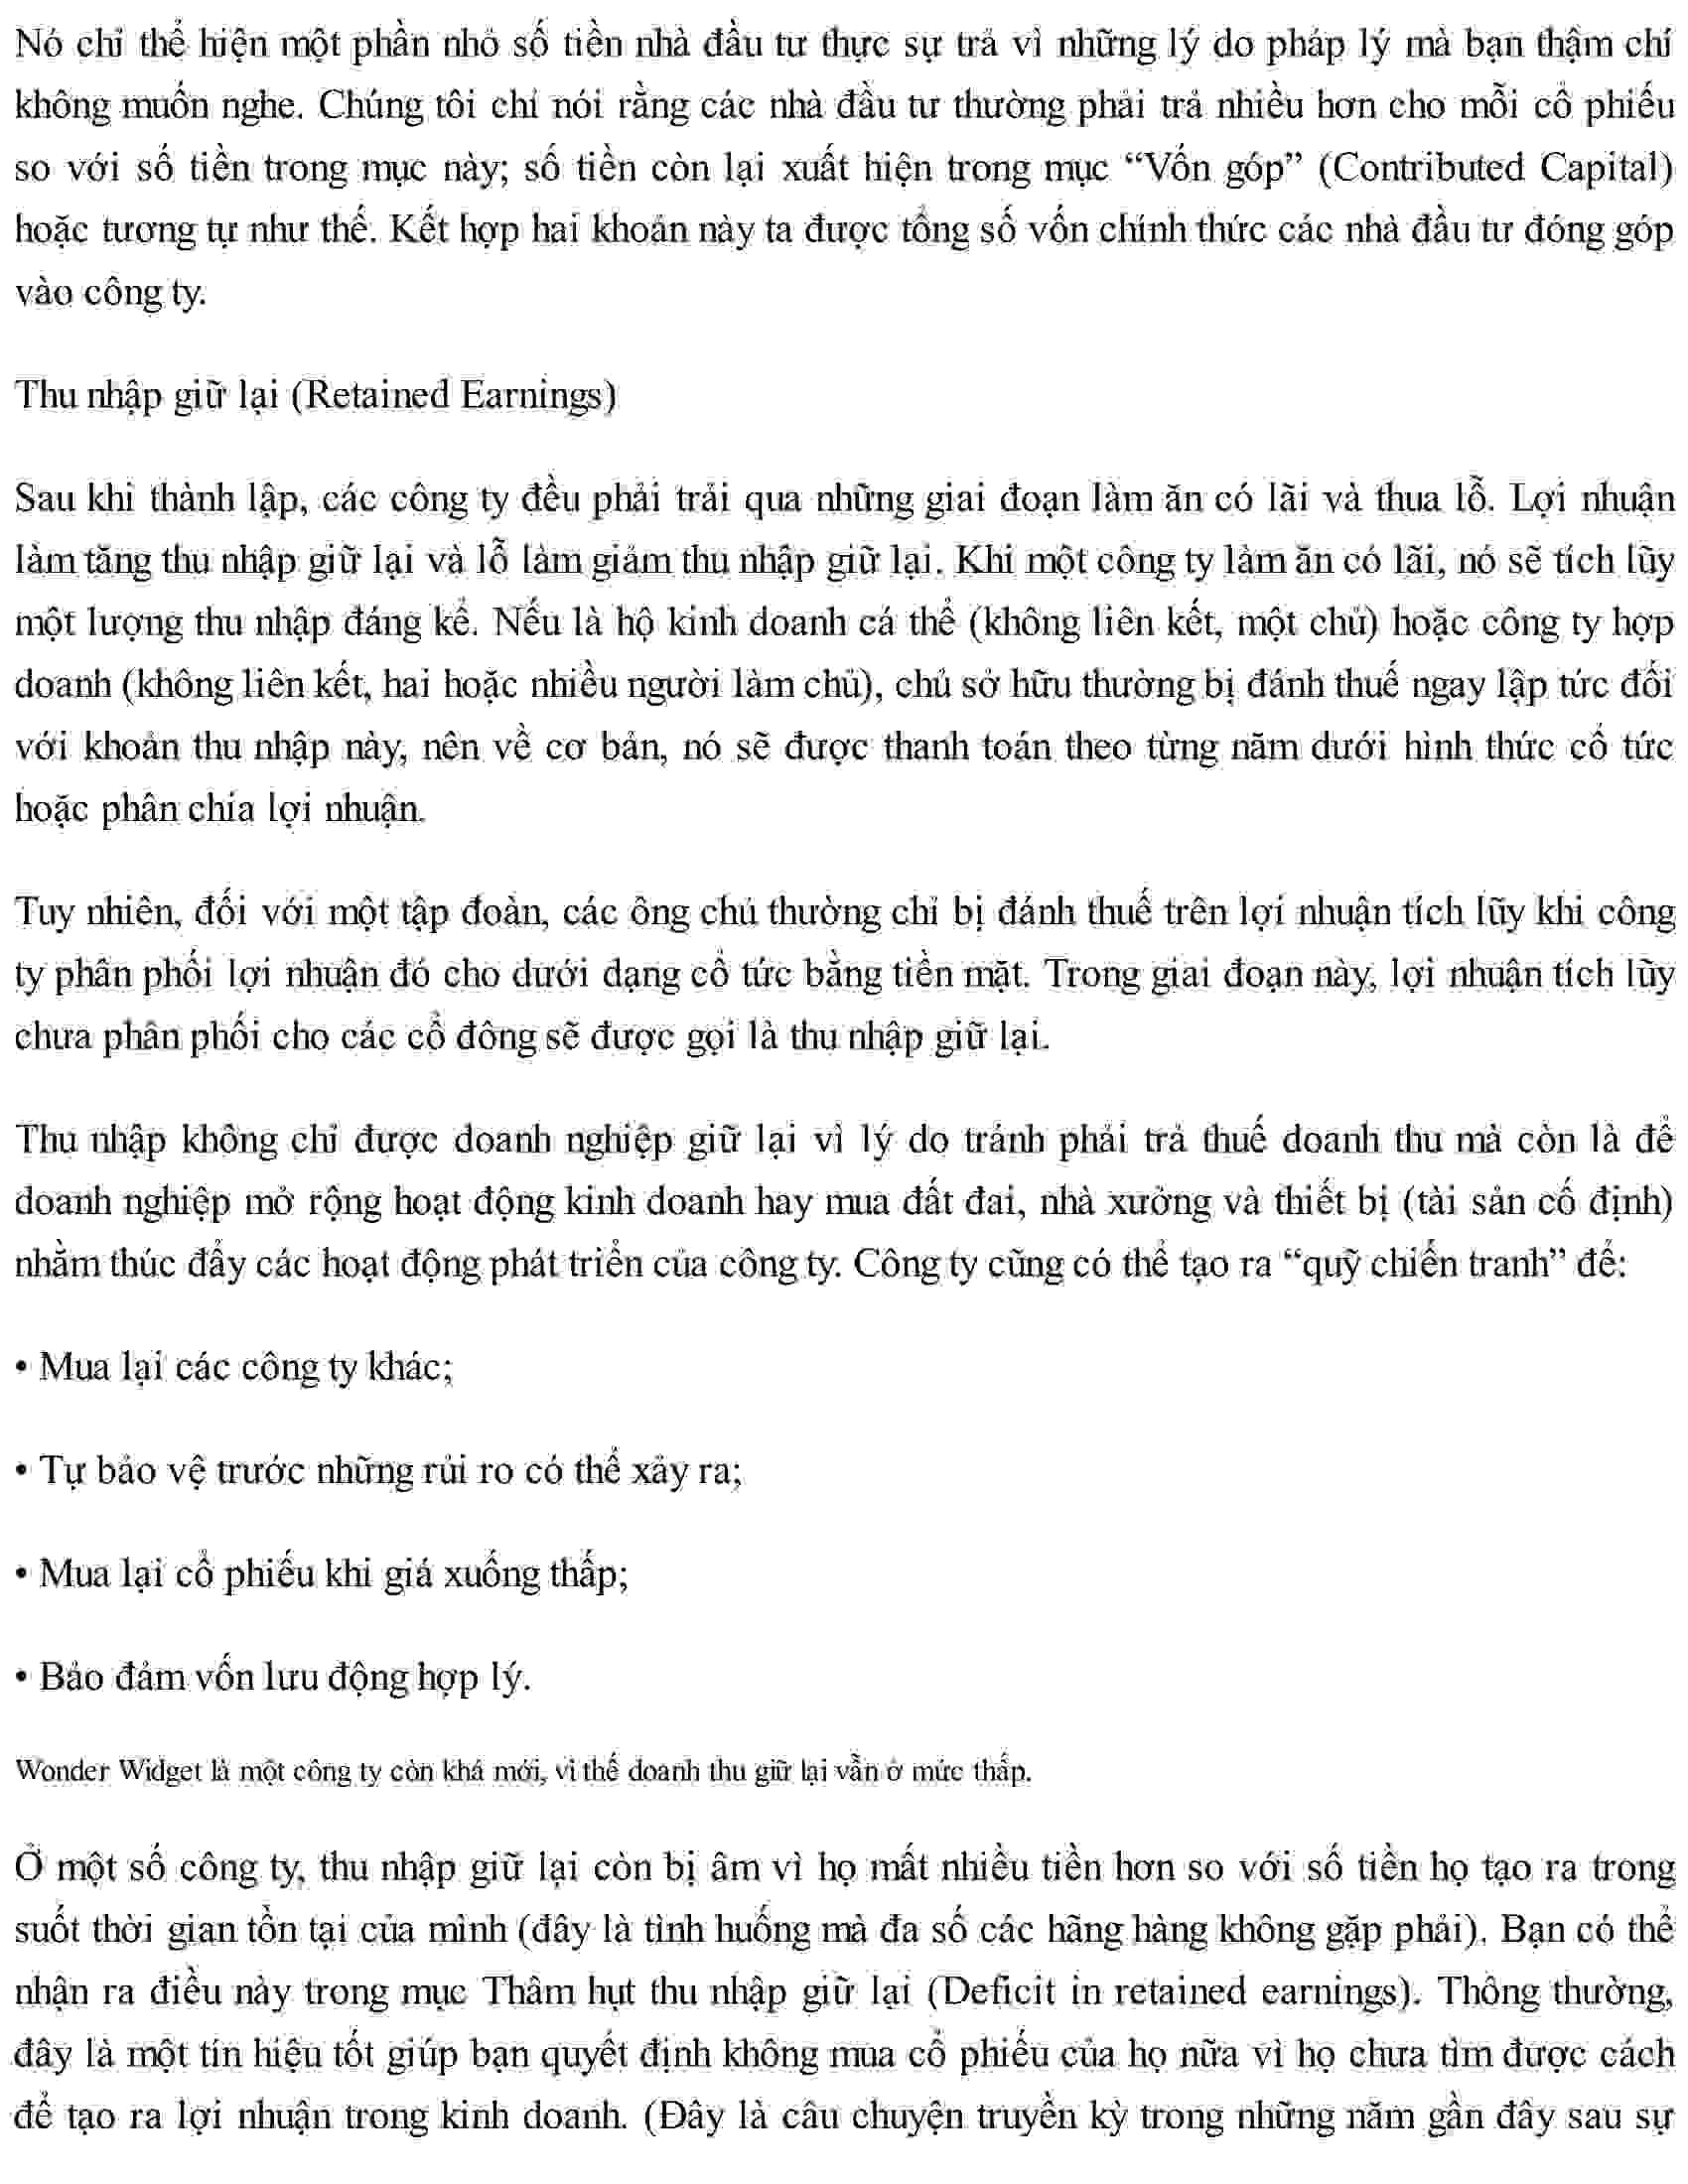 Nó chỉ thể hiện một phần nhỏ số tiền nhà đầu tư thực sự trả vì những lý do pháp lý mà bạn thậm chí
không muốn nghe. Chúng tôi chỉ nói rằng các nhà đầu tư thường phải trả nhiều hơn cho mỗi cổ phiếu
so với số tiền trong mục này; số tiền còn lại xuất hiện trong mục “Vốn góp” (Contributed Capital)
hoặc tương tự như thế. Kết hợp hai khoản này ta được tổng số vốn chính thức các nhà đầu tư đóng góp
vào công ty.
Thu nhập giữ lại (Retained Earnings)
Sau khi thành lập, các công ty đều phải trải qua những giai đoạn làm ăn có lãi và thua lỗ. Lợi nhuận
làm tăng thu nhập giữ lại và lỗ làm giảm thu nhập giữ lại. Khi một công ty làm ăn có lãi, nó sẽ tích lũy
một lượng thu nhập đáng kể. Nếu là hộ kinh doanh cá thể (không liên kết, một chủ) hoặc công ty hợp
doanh (không liên kết, hai hoặc nhiều người làm chủ), chủ sở hữu thường bị đánh thuế ngay lập tức đối
với khoản thu nhập này, nên về cơ bản, nó sẽ được thanh toán theo từng năm dưới hình thức cổ tức
hoặc phân chia lợi nhuận.
Tuy nhiên, đối với một tập đoàn, các ông chủ thường chỉ bị đánh thuế trên lợi nhuận tích lũy khi công
ty phân phối lợi nhuận đó cho dưới dạng cổ tức bằng tiền mặt. Trong giai đoạn này, lợi nhuận tích lũy
chưa phân phối cho các cổ đông sẽ được gọi là thu nhập giữ lại.
Thu nhập không chỉ được doanh nghiệp giữ lại vì lý do tránh phải trả thuế doanh thu mà còn là để
doanh nghiệp mở rộng hoạt động kinh doanh hay mua đất đai, nhà xưởng và thiết bị (tài sản cố định)
nhằm thúc đẩy các hoạt động phát triển của công ty. Công ty cũng có thể tạo ra “quỹ chiến tranh” để:
• Mua lại các công ty khác;
• Tự bảo vệ trước những rủi ro có thể xảy ra;
• Mua lại cổ phiếu khi giá xuống thấp;
• Bảo đảm vốn lưu động hợp lý.
Wonder Widget là một công ty còn khá mới, vì thế doanh thu giữ lại vẫn ở mức thấp.
Ở một số công ty, thu nhập giữ lại còn bị âm vì họ mất nhiều tiền hơn so với số tiền họ tạo ra trong
suốt thời gian tồn tại của mình (đây là tình huống mà đa số các hãng hàng không gặp phải). Bạn có thể
nhận ra điều này trong mục Thâm hụt thu nhập giữ lại (Deficit in retained earnings). Thông thường,
đây là một tín hiệu tốt giúp bạn quyết định không mua cổ phiếu của họ nữa vì họ chưa tìm được cách
để tạo ra lợi nhuận trong kinh doanh. (Đây là câu chuyện truyền kỳ trong những năm gần đây sau sự